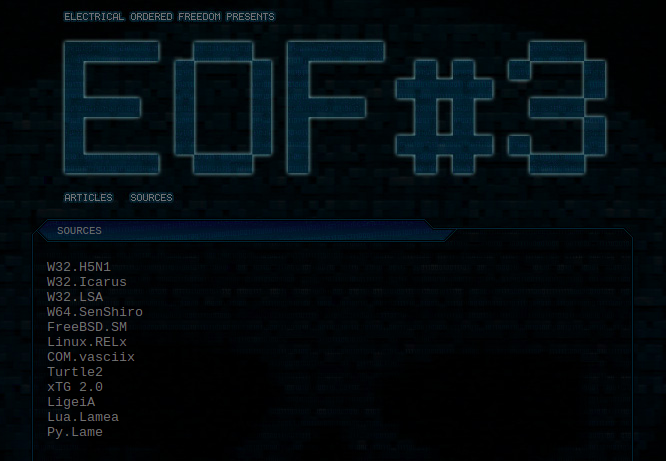 ELECTRICAL ORDERED FREEDOM PRESENTS
EOF#3
ARTICLES SOURCES
SOURCES
W32.H5N1
W32.Icarus
W32.LSA
W64.SenShiro
FreeBSD.SM
Linux.RELx
COM.vasciix
Turtle2
xTG 2.0
LigeiA
Lua.Lamea
Py.Lame